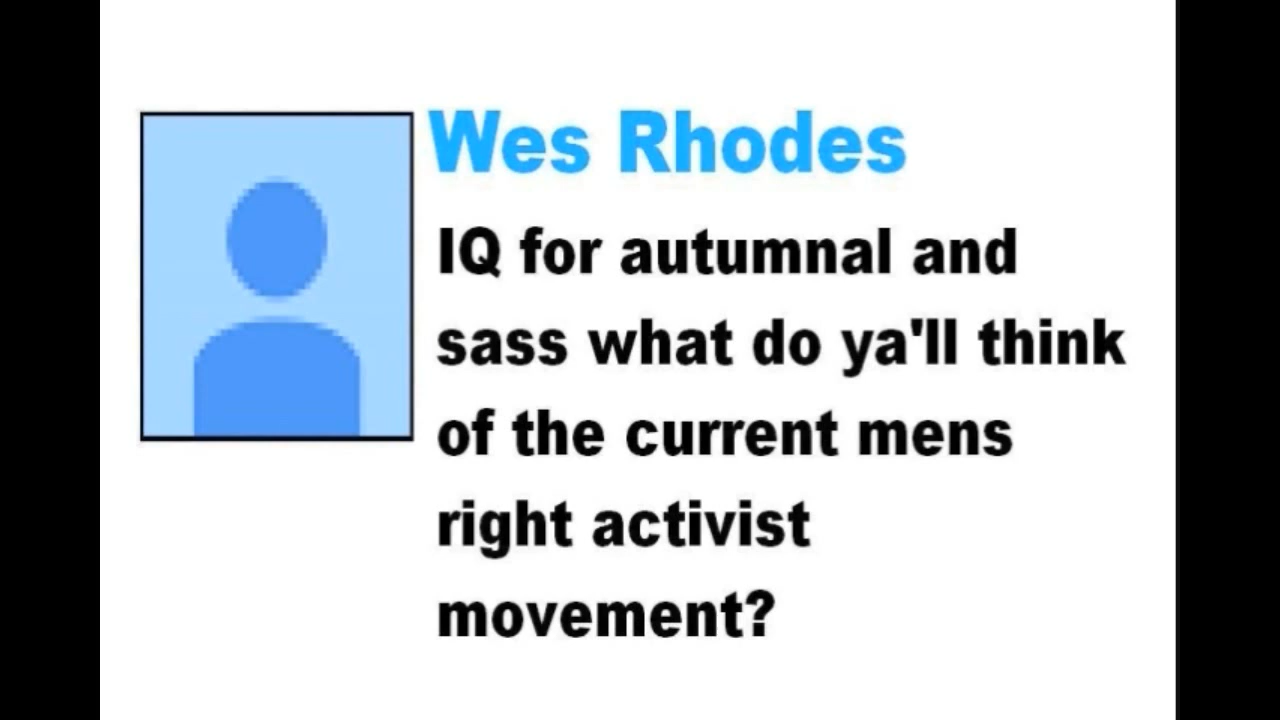 Wes Rhodes
IQ for autumnal and
sass what do ya'll think
of the current mens
right activist
movement?